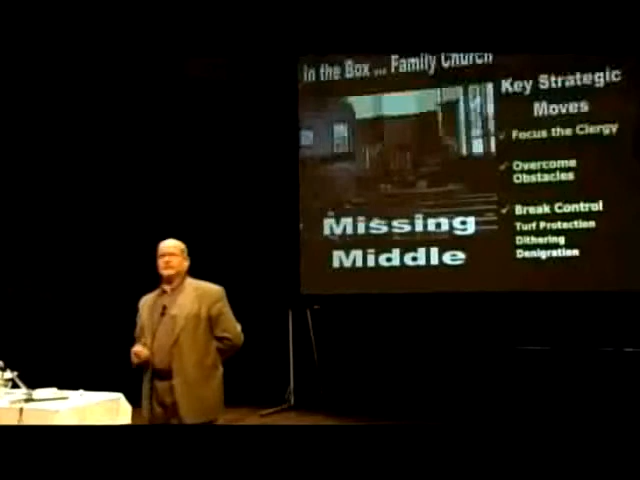 In the Box ... Family Church
Key Strategic
Moves
✓ Focus the Clergy
✓ Overcome
Obstacles
✓ Break Control
Turf Protection
Dithering
Denigration
Missing
Middle